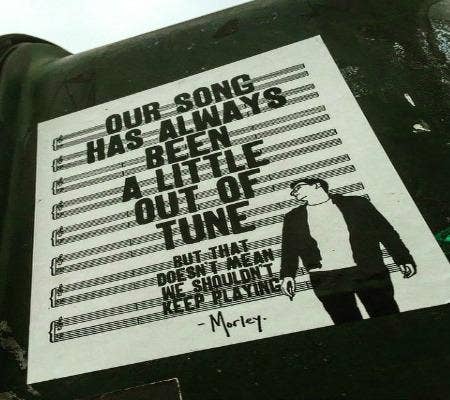 OUR SONG
HAS ALWAYS
BEEN
A LITTLE
OUT OF
TUNE
BUT THAT
DOESN'T MEAN
WE SHOULDN'T
KEEP PLAYING
- Morley -